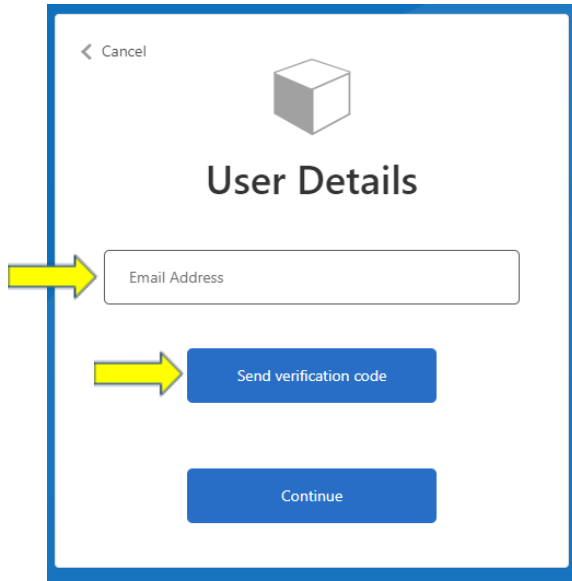 Cancel
User Details
Email Address
Send verification code
Continue